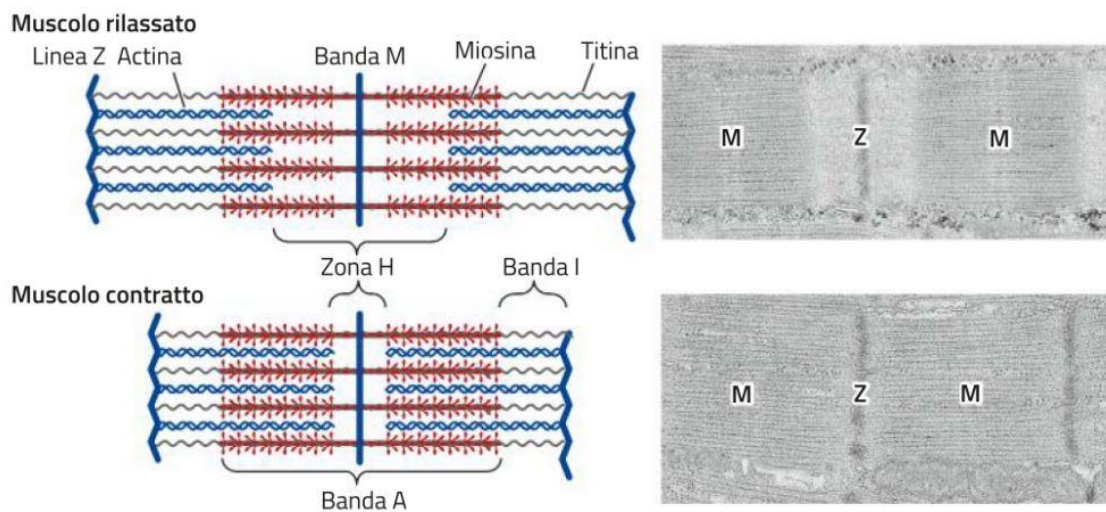 Muscolo rilassato
Linea Z Actina Banda M Miosina Titina
M Z M
Zona H Banda I
Muscolo contratto
M Z M
Banda A